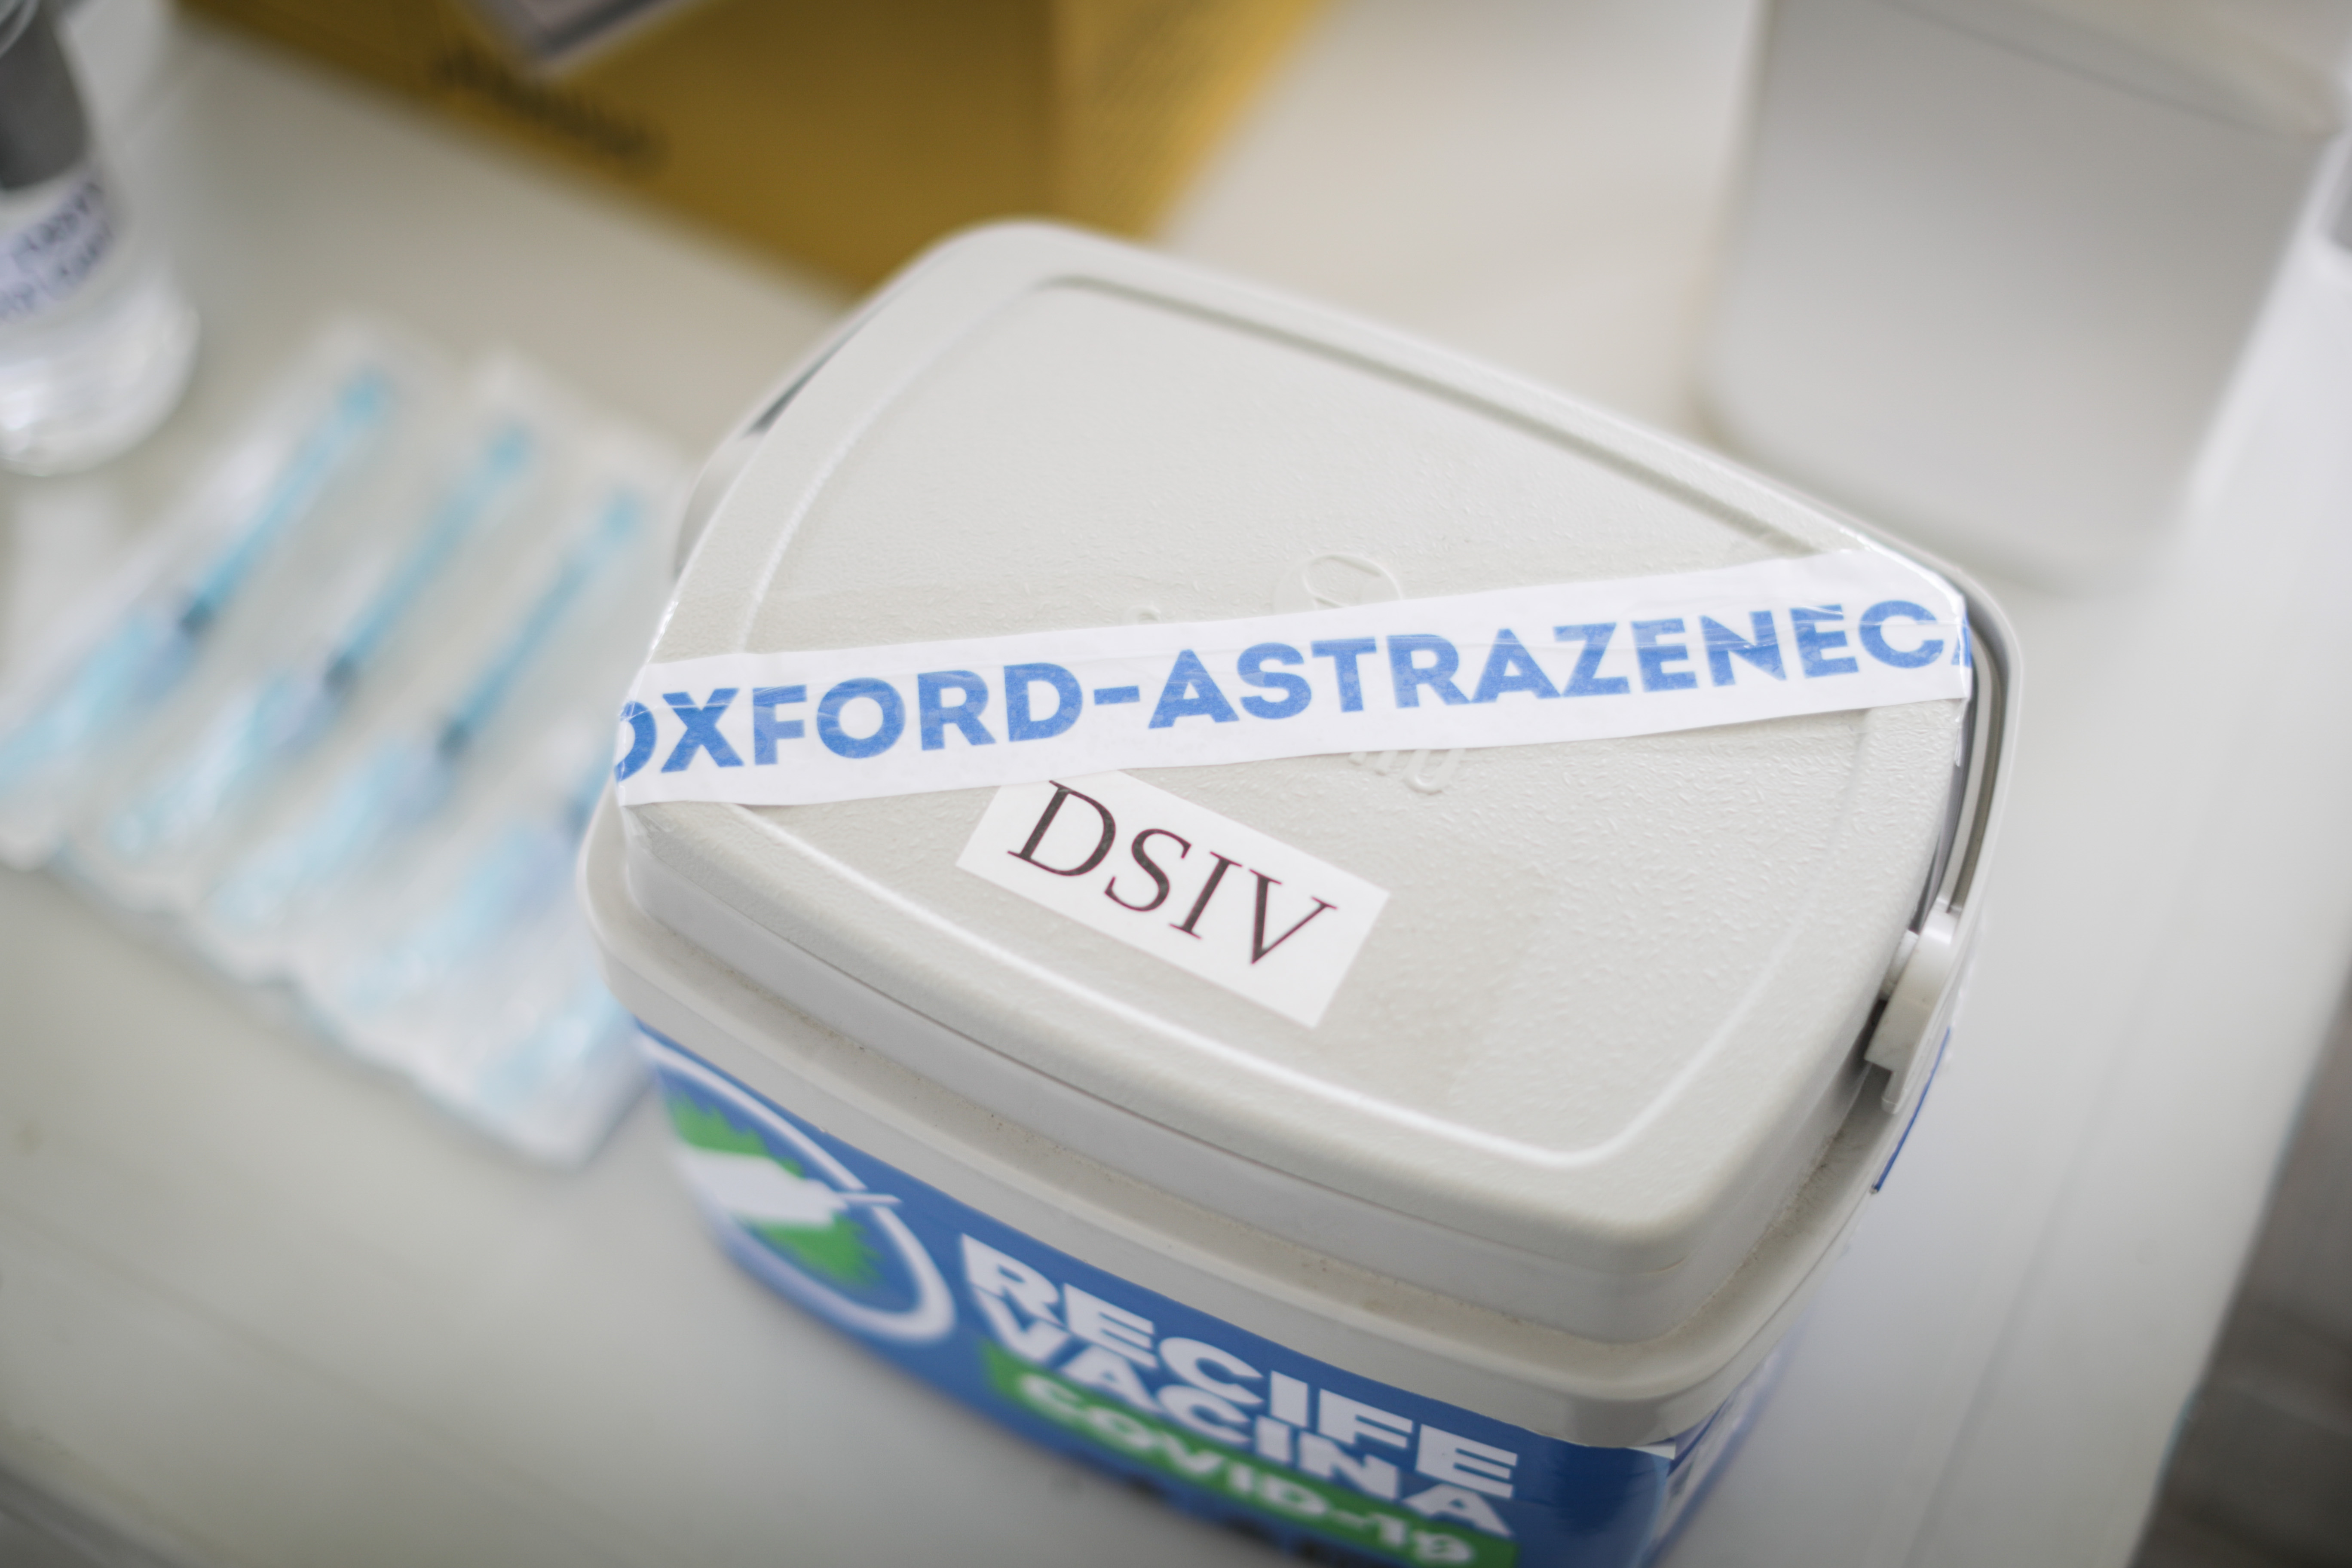 OXFORD-ASTRAZENECA
DSIV
RECIFE
VACINA
COVID-19